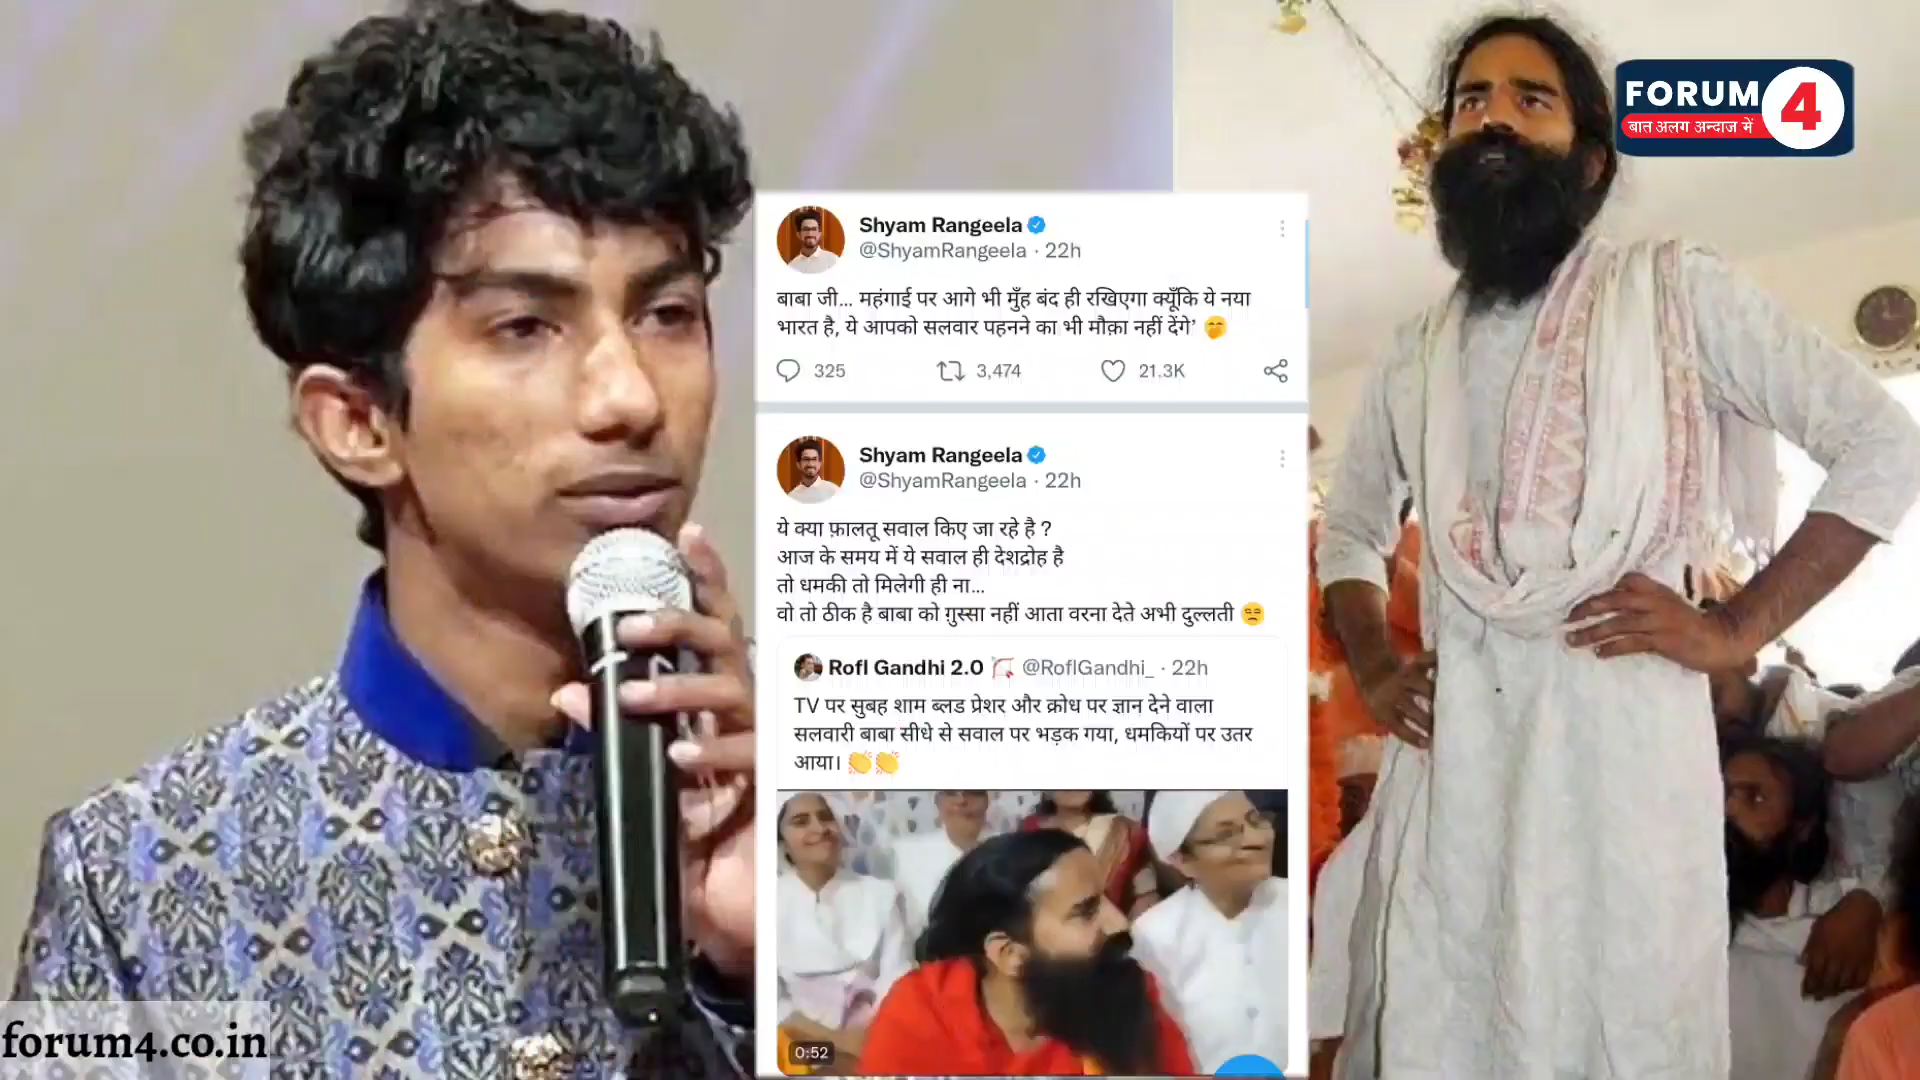 FORUM 4
बात अलग अन्दाज में
Shyam Rangeela
@ShyamRangeela · 22h
बाबा जी... महंगाई पर आगे भी मुँह बंद ही रखिएगा क्यूँकि ये नया
भारत है, ये आपको सलवार पहनने का भी मौक़ा नहीं देंगे’ 🤭
325 3,474 21.3K
Shyam Rangeela
@ShyamRangeela · 22h
ये क्या फ़ालतू सवाल किए जा रहे है ?
आज के समय में ये सवाल ही देशद्रोह है
तो धमकी तो मिलेगी ही ना...
वो तो ठीक है बाबा को ग़ुस्सा नहीं आता वरना देते अभी दुल्लती 😒
Rofl Gandhi 2.0 @RoflGandhi_ · 22h
TV पर सुबह शाम ब्लड प्रेशर और क्रोध पर ज्ञान देने वाला
सलवारी बाबा सीधे से सवाल पर भड़क गया, धमकियों पर उतर
आया। 👏👏
0:52
forum4.co.in